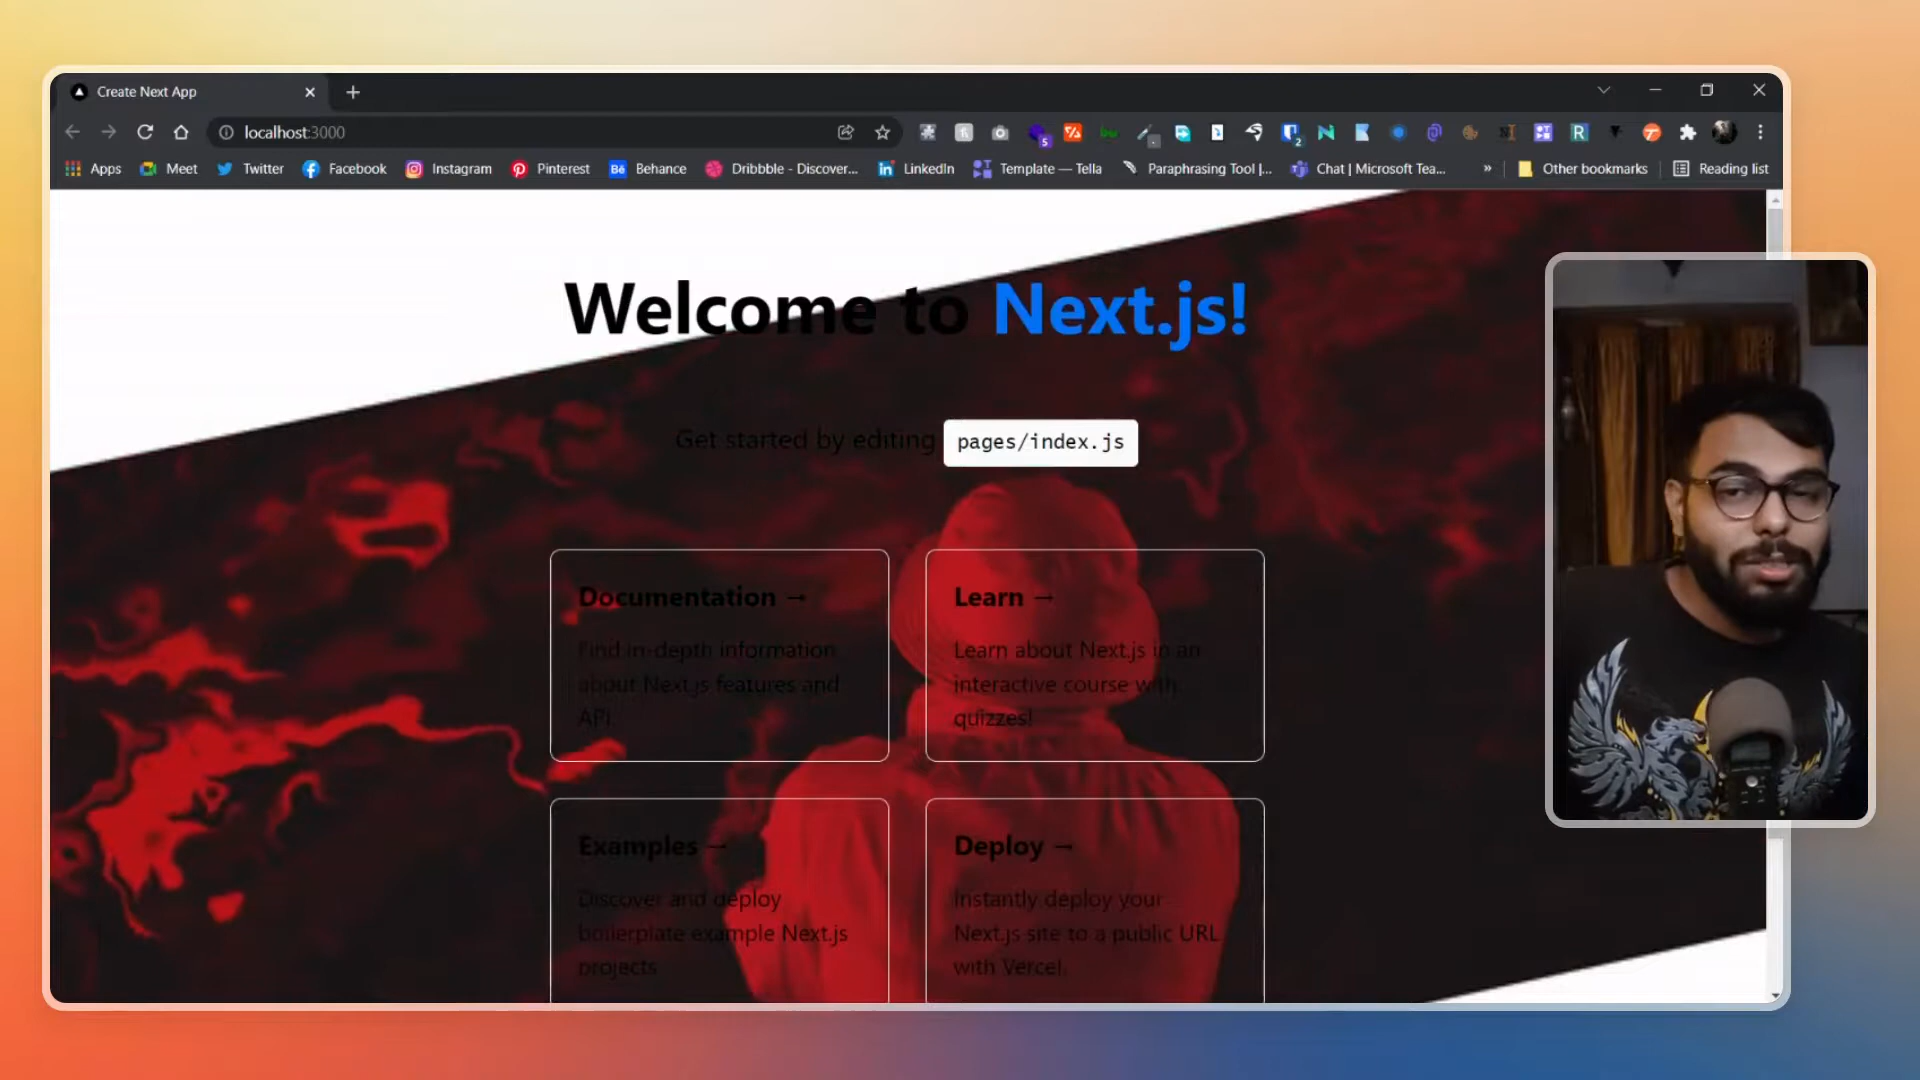 Create Next App
localhost:3000
5
2
R
Apps
Meet
Twitter
Facebook
Instagram
Pinterest
Bē
Behance
Dribbble - Discover...
in
LinkedIn
Template — Tella
Paraphrasing Tool |...
Chat | Microsoft Tea...
»
Other bookmarks
Reading list
Welcome to Next.js!
Get started by editing pages/index.js
Documentation →
Find in-depth information
about Next.js features and
API.
Learn →
Learn about Next.js in an
interactive course with
quizzes!
Examples →
Discover and deploy
boilerplate example Next.js
projects
Deploy →
Instantly deploy your
Next.js site to a public URL
with Vercel.